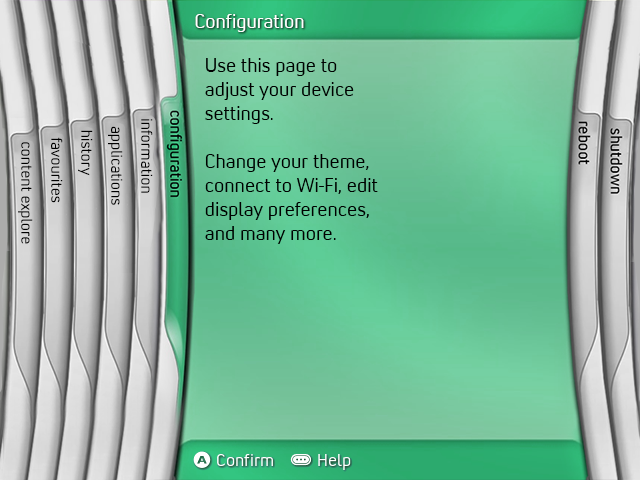 Configuration
Use this page to
adjust your device
settings.
Change your theme,
connect to Wi-Fi, edit
display preferences,
and many more.
content explore
favourites
history
applications
information
configuration
reboot
shutdown
A Confirm
Help